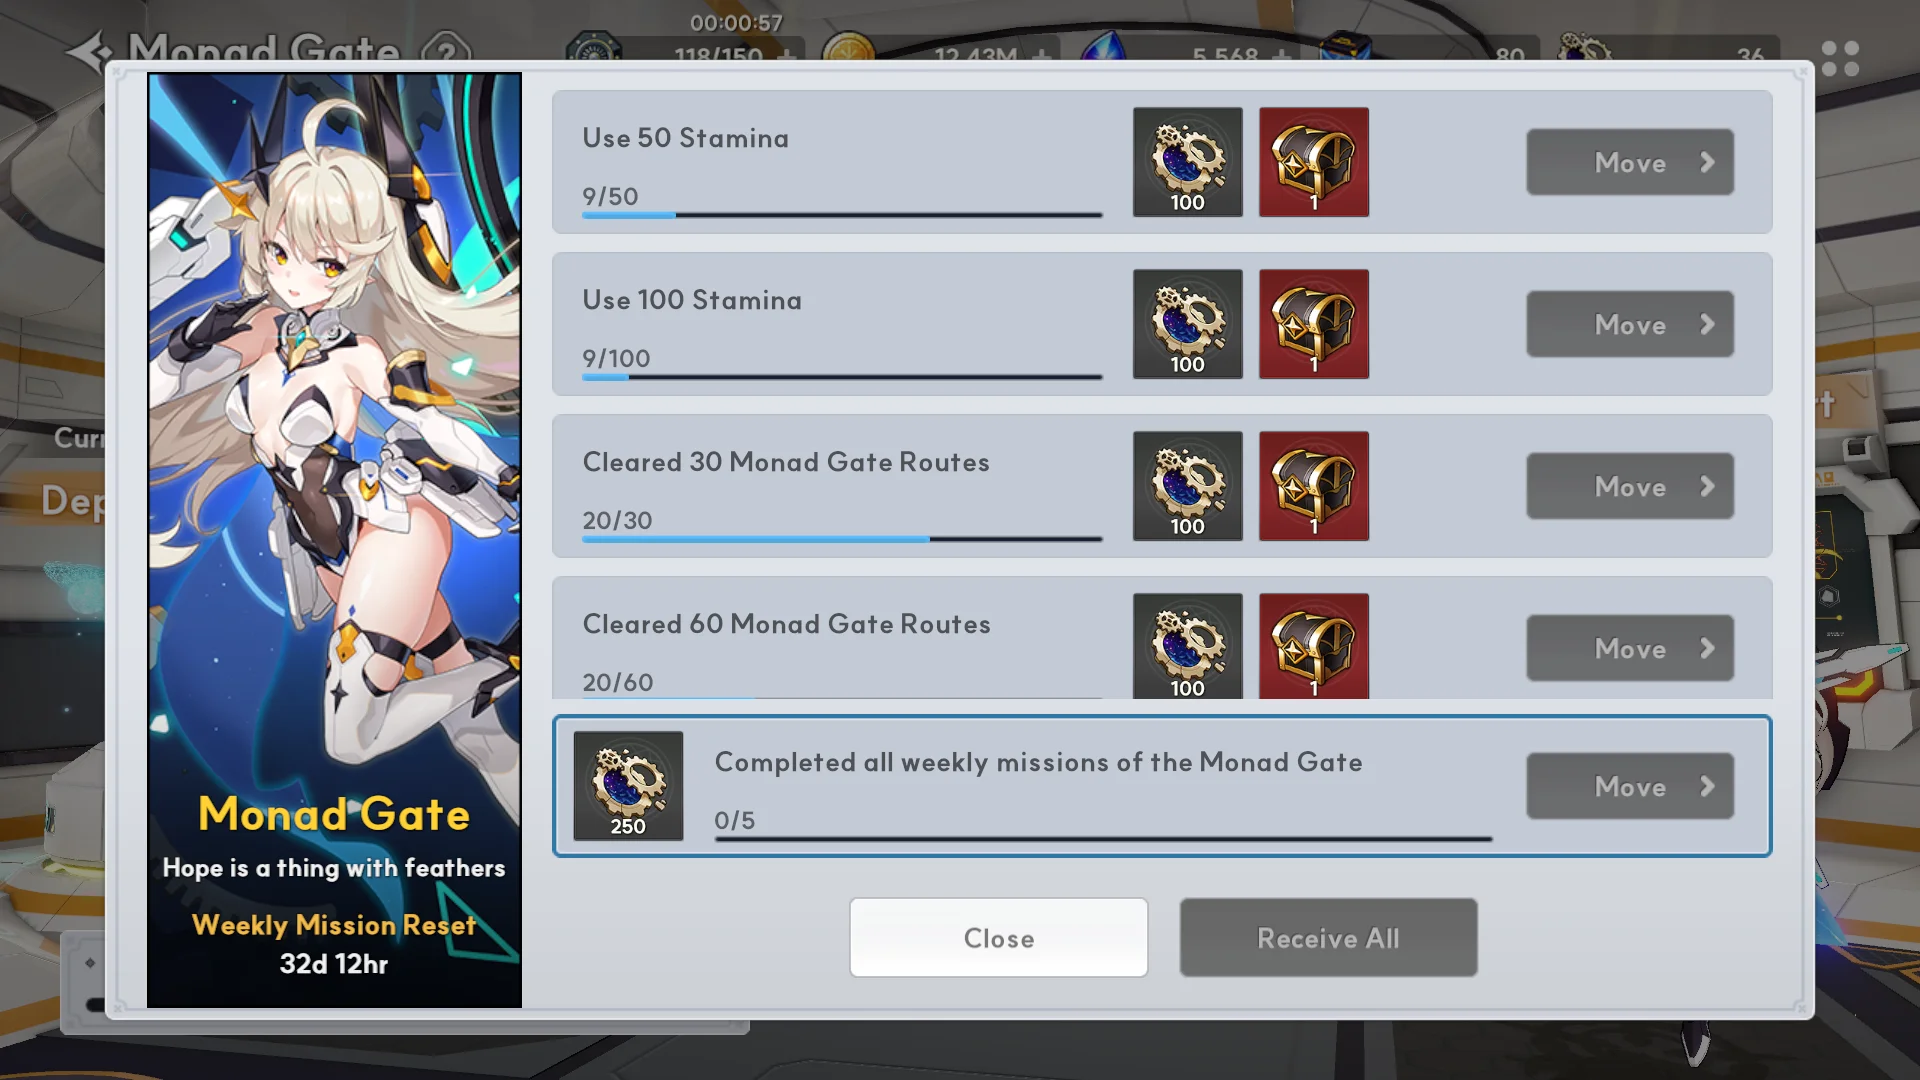 00:00:57
Monad Gate ?
118/150 +
12.43M +
5,568 +
80
36
Use 50 Stamina
9/50
100
1
Move
Use 100 Stamina
9/100
100
1
Move
Cleared 30 Monad Gate Routes
20/30
100
1
Move
Cleared 60 Monad Gate Routes
20/60
100
1
Move
250
Completed all weekly missions of the Monad Gate
0/5
Move
Monad Gate
Hope is a thing with feathers
Weekly Mission Reset
32d 12hr
Close
Receive All